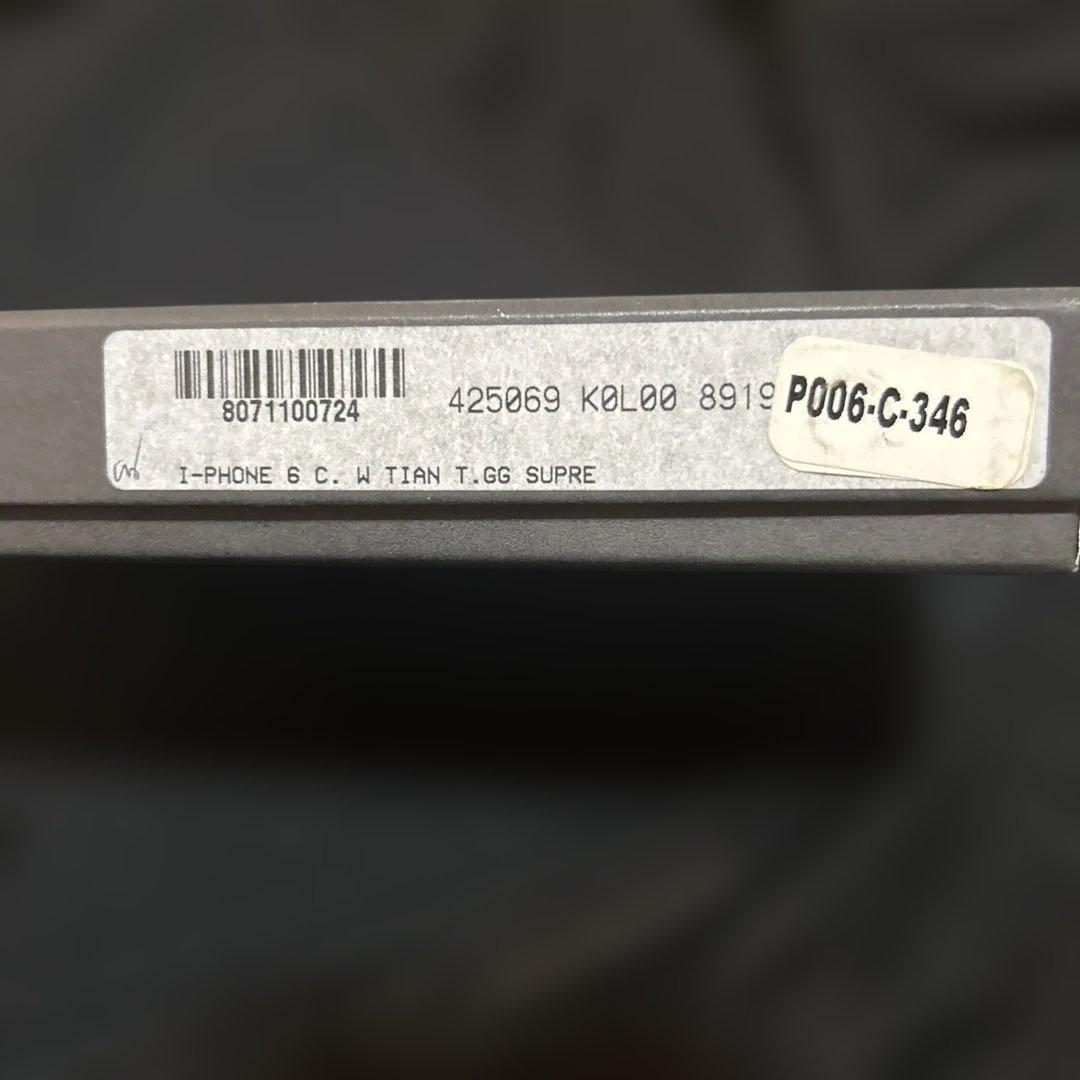 8071100724
425069 K0L00 8919
P006-C-346
I-PHONE 6 C. W TIAN T.GG SUPRE